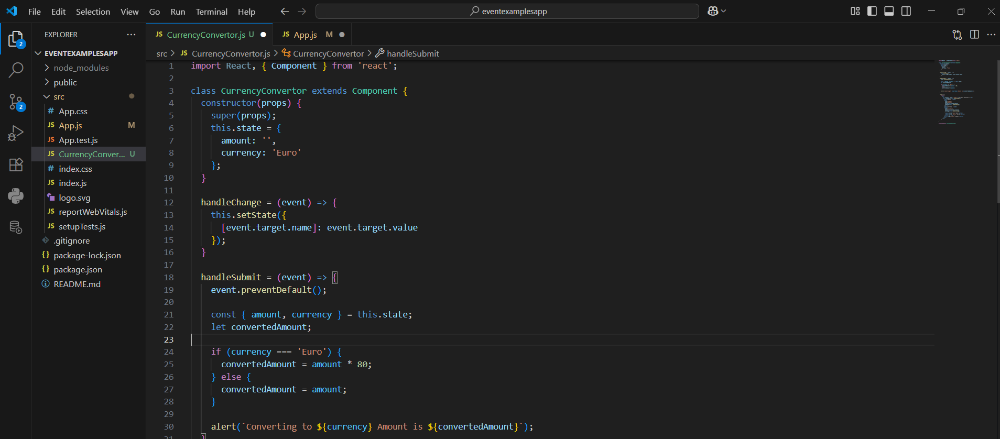 File Edit Selection View Go Run Terminal Help
eventexamplesapp
EXPLORER
EVENTEXAMPLESAPP
node_modules
public
src
App.css
App.js M
App.test.js
CurrencyConver... U
index.css
index.js
logo.svg
reportWebVitals.js
setupTests.js
.gitignore
package-lock.json
package.json
README.md
2
2
JS CurrencyConvertor.js U
JS App.js M
src > JS CurrencyConvertor.js > CurrencyConvertor > handleSubmit
1 import React, { Component } from 'react';
2
3 class CurrencyConvertor extends Component {
4 constructor(props) {
5 super(props);
6 this.state = {
7 amount: '',
8 currency: 'Euro'
9 };
10 }
11
12 handleChange = (event) => {
13 this.setState({
14 [event.target.name]: event.target.value
15 });
16 }
17
18 handleSubmit = (event) => {
19 event.preventDefault();
20
21 const { amount, currency } = this.state;
22 let convertedAmount;
23
24 if (currency === 'Euro') {
25 convertedAmount = amount * 80;
26 } else {
27 convertedAmount = amount;
28 }
29
30 alert(`Converting to ${currency} Amount is ${convertedAmount}`);
31 }